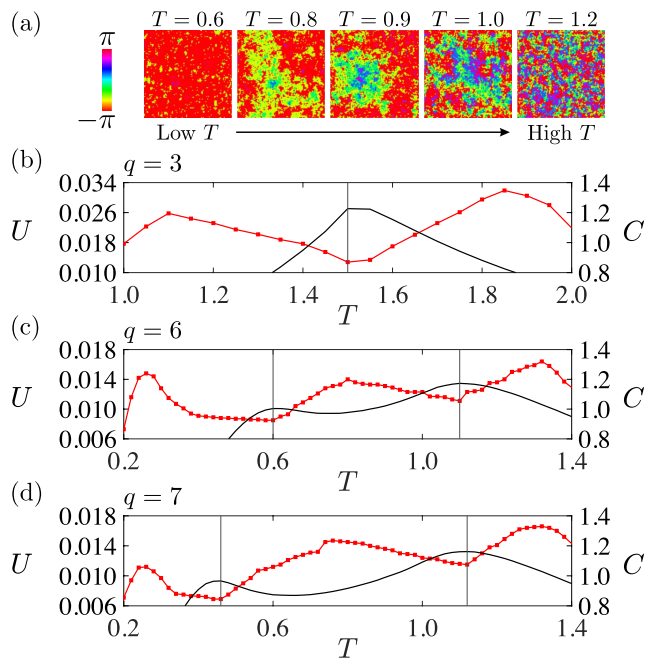 (a) T = 0.6 T = 0.8 T = 0.9 T = 1.0 T = 1.2
π
−π
Low T High T
(b) q = 3
0.034 1.4
0.026 1.2
U 0.018 1.0 C
0.010 0.8
1.0 1.2 1.4 1.6 1.8 2.0
T
(c) q = 6
0.018 1.4
0.014 1.2
U 0.010 1.0 C
0.006 0.8
0.2 0.6 1.0 1.4
T
(d) q = 7
0.018 1.4
0.014 1.2
U 0.010 1.0 C
0.006 0.8
0.2 0.6 1.0 1.4
T